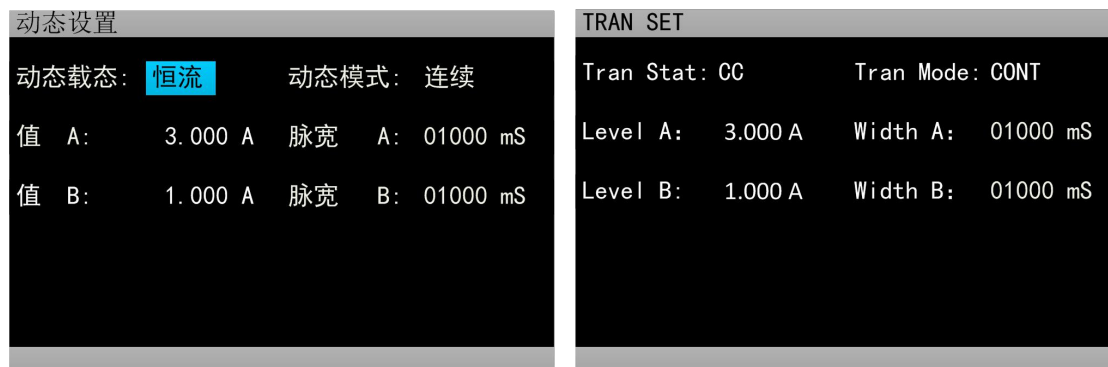 动态设置
动态载态: 恒流 动态模式: 连续
值 A: 3.000 A 脉宽 A: 01000 mS
值 B: 1.000 A 脉宽 B: 01000 mS
TRAN SET
Tran Stat: CC Tran Mode: CONT
Level A: 3.000 A Width A: 01000 mS
Level B: 1.000 A Width B: 01000 mS